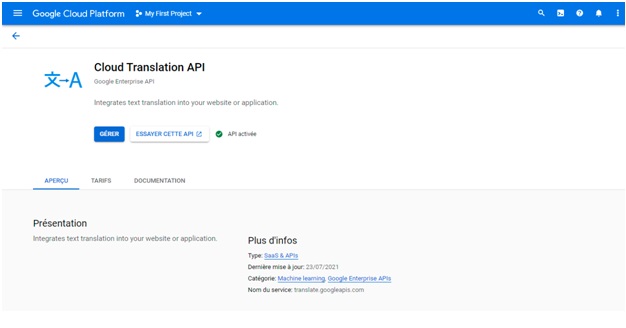 Google Cloud Platform My First Project
文→A
Cloud Translation API
Google Enterprise API
Integrates text translation into your website or application.
GÉRER ESSAYER CETTE API API activée
APERÇU TARIFS DOCUMENTATION
Présentation
Integrates text translation into your website or application.
Plus d'infos
Type: SaaS & APIs
Dernière mise à jour: 23/07/2021
Catégorie: Machine learning, Google Enterprise APIs
Nom du service: translate.googleapis.com